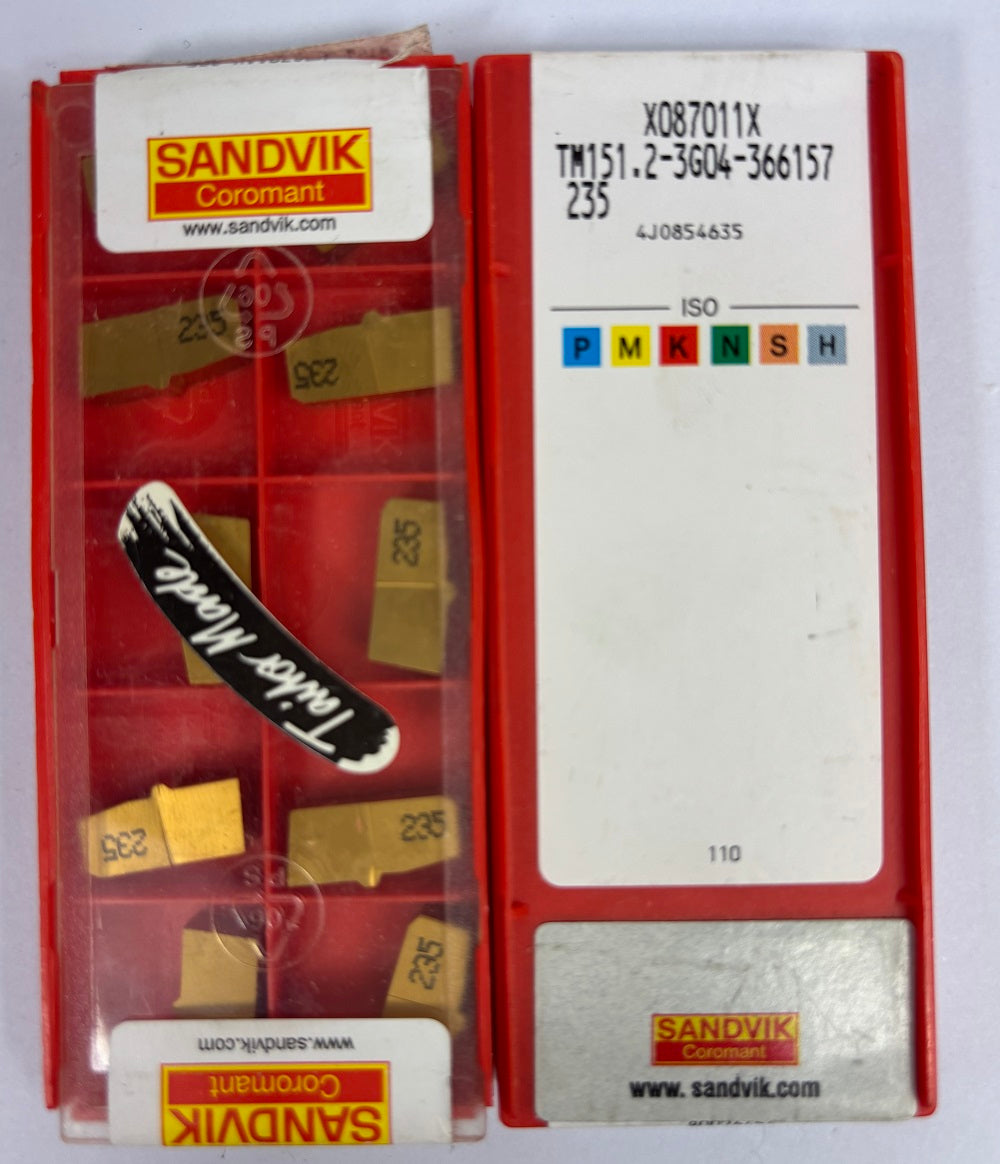 SANDVIK
Coromant
www.sandvik.com
235
235
235
Tailor Made
235
235
235
www.sandvik.com
Coromant
SANDVIK
X087011X
TM151.2-3G04-366157
235
4J0854635
ISO
P M K N S H
110
SANDVIK
Coromant
www. sandvik.com